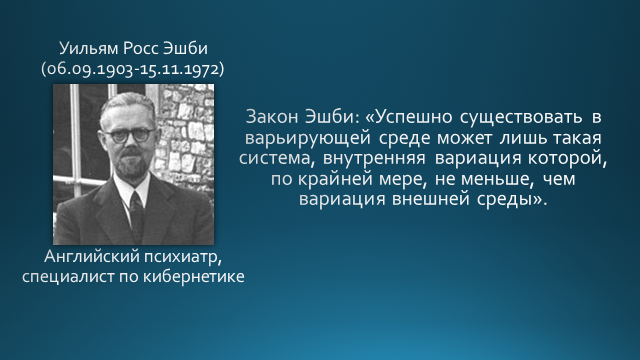 Уильям Росс Эшби
(06.09.1903-15.11.1972)
Закон Эшби: «Успешно существовать в
варьирующей среде может лишь такая
система, внутренняя вариация которой,
по крайней мере, не меньше, чем
вариация внешней среды».
Английский психиатр,
специалист по кибернетике